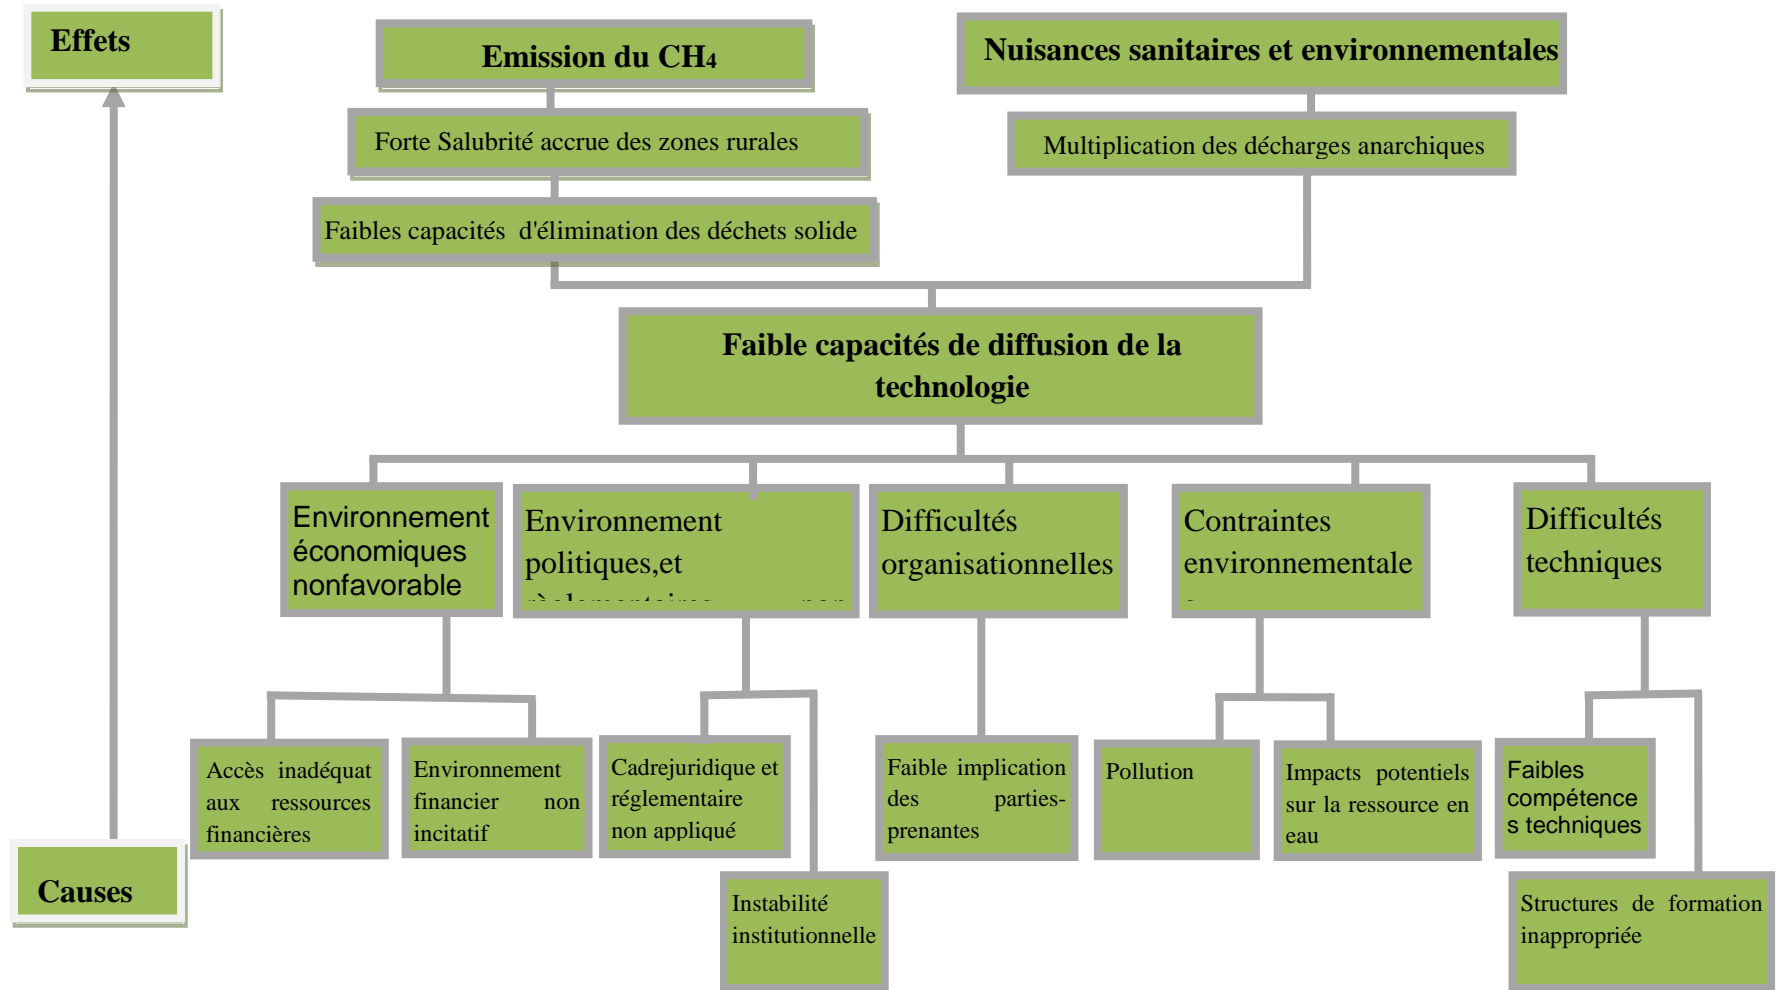 Effets
Emission du CH4
Nuisances sanitaires et environnementales
Forte Salubrité accrue des zones rurales
Multiplication des décharges anarchiques
Faibles capacités d'élimination des déchets solide
Faible capacités de diffusion de la
technologie
Environnement
économiques
nonfavorable
Environnement
politiques,et
règlementaires non
Difficultés
organisationnelles
Contraintes
environnementale
s
Difficultés
techniques
Accès inadéquat
aux ressources
financières
Environnement
financier non
incitatif
Cadrejuridique et
réglementaire
non appliqué
Faible implication
des parties-
prenantes
Pollution
Impacts potentiels
sur la ressource en
eau
Faibles
compétence
s techniques
Causes
Instabilité
institutionnelle
Structures de formation
inappropriée